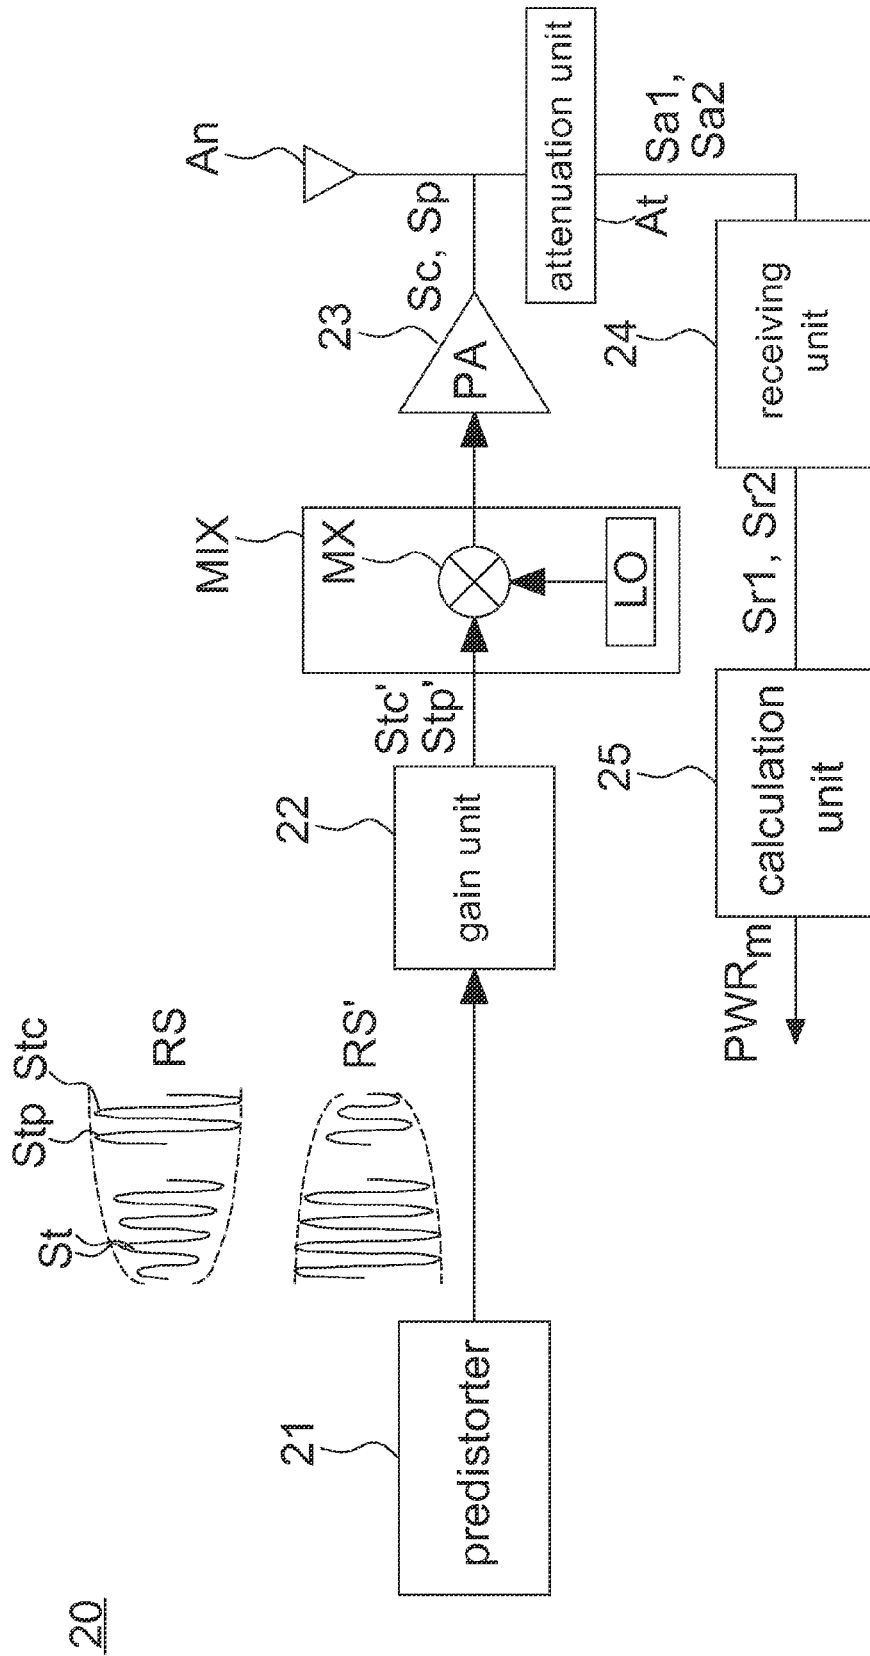 20
Stp Stc
St
RS
RS'
21
predistorter
22
gain unit
Stc'
Stp'
MIX
MX
LO
23
PA
Sc, Sp
An
attenuation unit
At
Sa1,
Sa2
24
receiving
unit
Sr1, Sr2
25
calculation
unit
PWRm